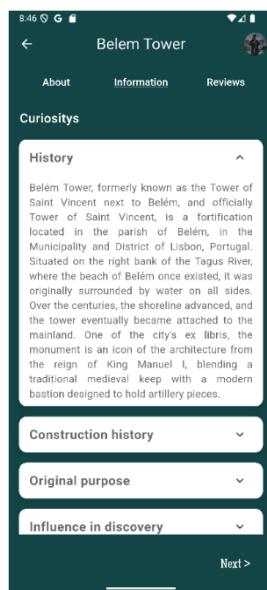 8:46 G
Belem Tower
About Information Reviews
Curiositys
History
Belém Tower, formerly known as the Tower of
Saint Vincent next to Belém, and officially
Tower of Saint Vincent, is a fortification
located in the parish of Belém, in the
Municipality and District of Lisbon, Portugal.
Situated on the right bank of the Tagus River,
where the beach of Belém once existed, it was
originally surrounded by water on all sides.
Over the centuries, the shoreline advanced, and
the tower eventually became attached to the
mainland. One of the city's ex libris, the
monument is an icon of the architecture from
the reign of King Manuel I, blending a
traditional medieval keep with a modern
bastion designed to hold artillery pieces.
Construction history
Original purpose
Influence in discovery
Next >